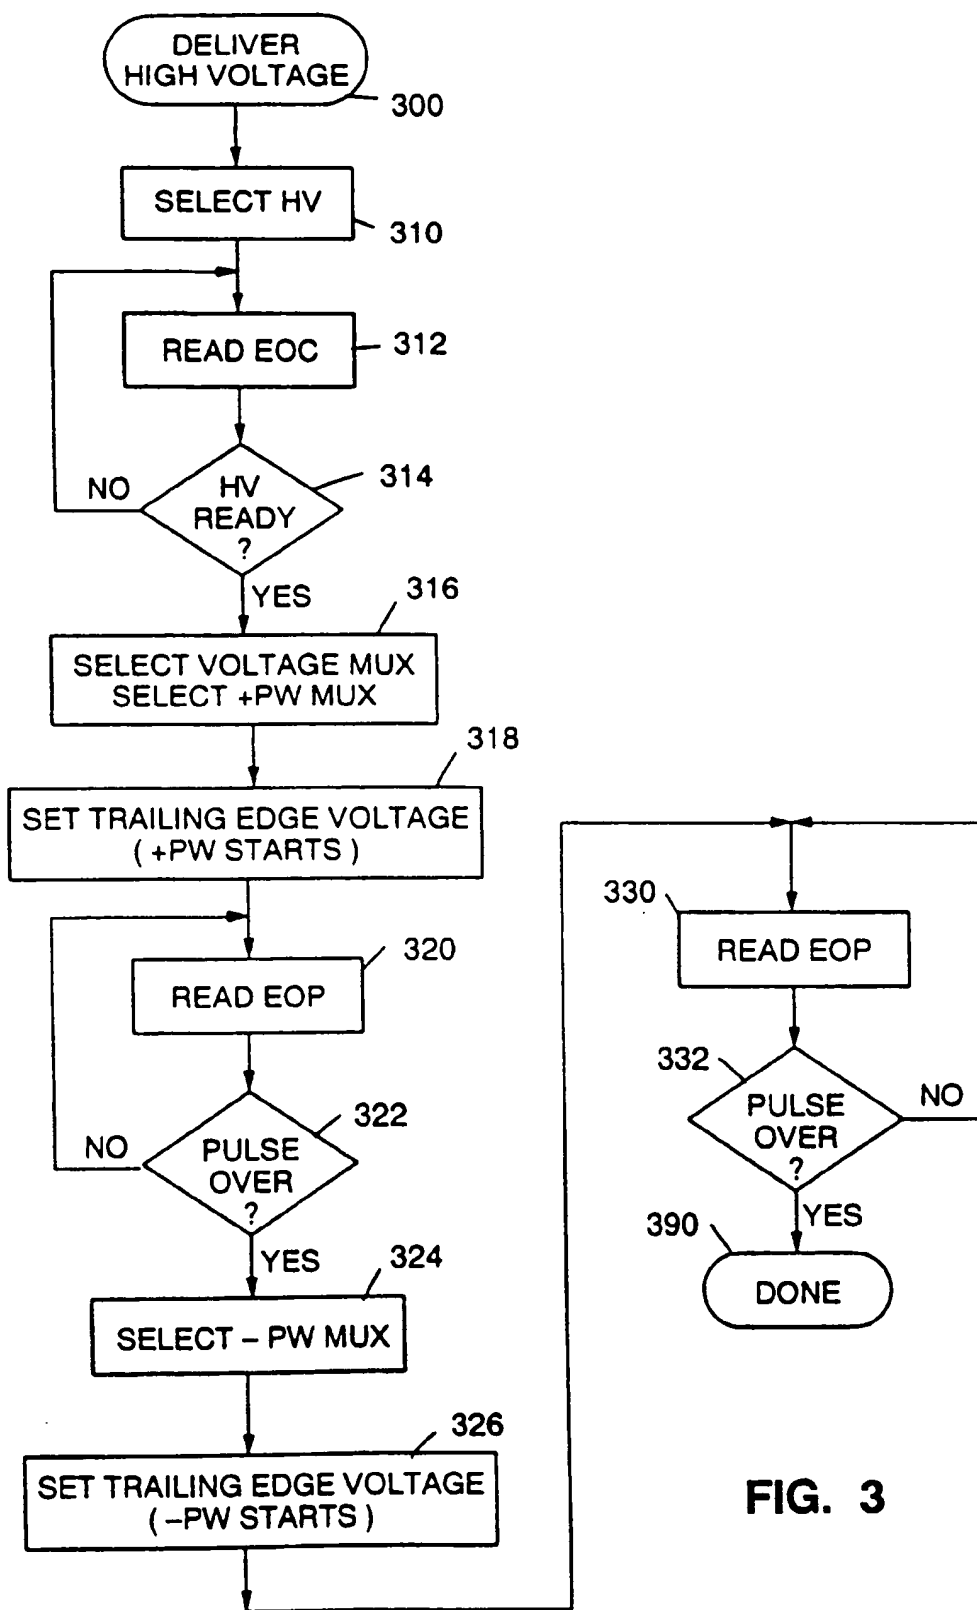 DELIVER
HIGH VOLTAGE
300
SELECT HV
310
READ EOC
312
HV
READY
?
314
NO
YES
316
SELECT VOLTAGE MUX
SELECT +PW MUX
318
SET TRAILING EDGE VOLTAGE
( +PW STARTS )
320
READ EOP
322
PULSE
OVER
?
NO
YES
324
SELECT – PW MUX
326
SET TRAILING EDGE VOLTAGE
( –PW STARTS )
330
READ EOP
332
PULSE
OVER
?
NO
YES
390
DONE
FIG. 3